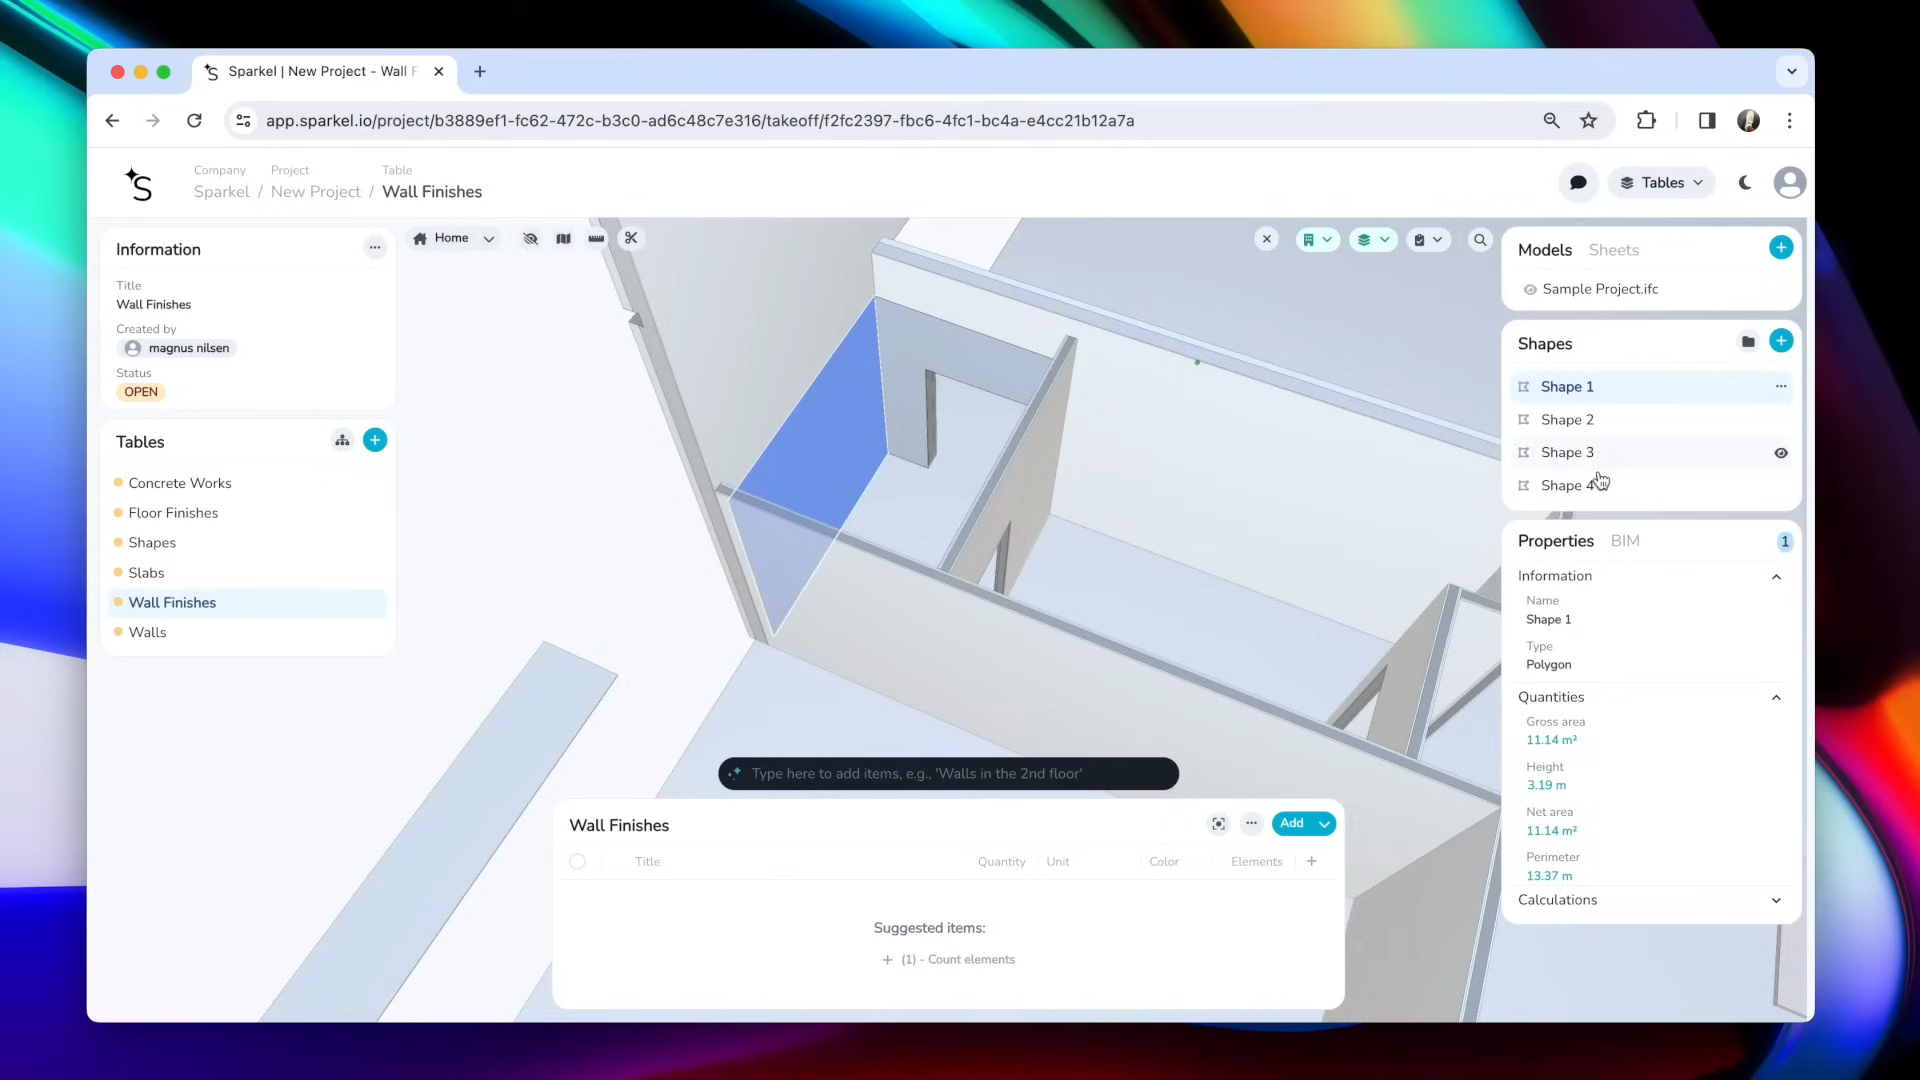 Sparkel | New Project - Wall F
app.sparkel.io/project/b3889ef1-fc62-472c-b3c0-ad6c48c7e316/takeoff/f2fc2397-fbc6-4fc1-bc4a-e4cc21b12a7a
S
Company Project Table
Sparkel / New Project / Wall Finishes
Tables
Information
Title
Wall Finishes
Created by
magnus nilsen
Status
OPEN
Tables
Concrete Works
Floor Finishes
Shapes
Slabs
Wall Finishes
Walls
Home
Models Sheets
Sample Project.ifc
Shapes
Shape 1
Shape 2
Shape 3
Shape 4
Properties BIM 1
Information
Name
Shape 1
Type
Polygon
Quantities
Gross area
11.14 m²
Height
3.19 m
Net area
11.14 m²
Perimeter
13.37 m
Calculations
Type here to add items, e.g., 'Walls in the 2nd floor'
Wall Finishes
Add
Title Quantity Unit Color Elements
Suggested items:
+ (1) - Count elements